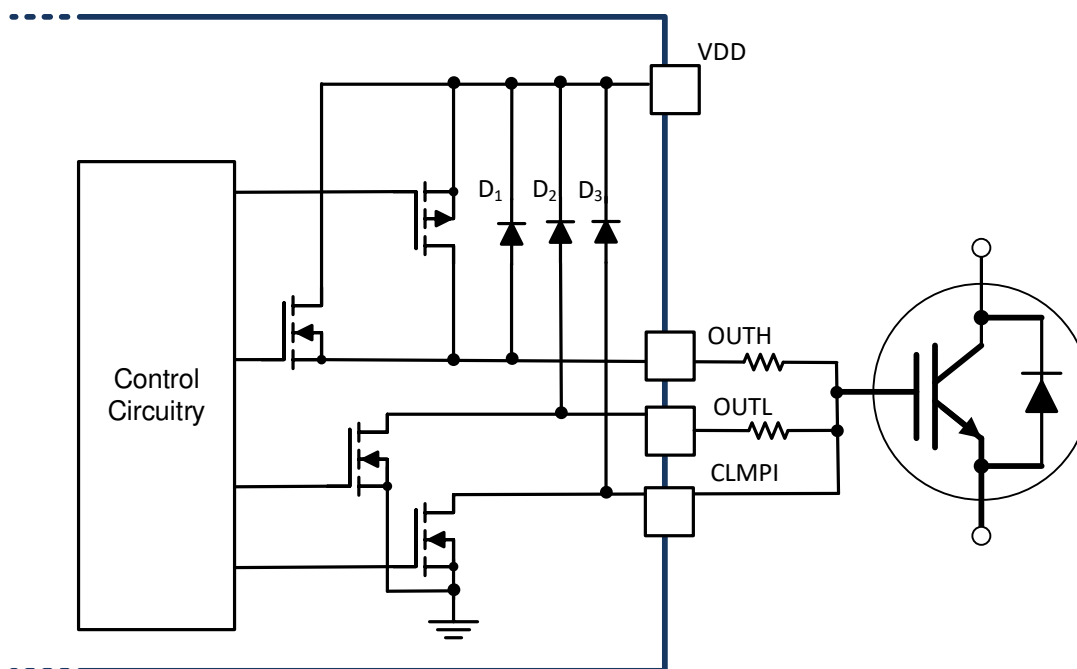 VDD
D₁ D₂ D₃
OUTH
Control
Circuitry
OUTL
CLMPI